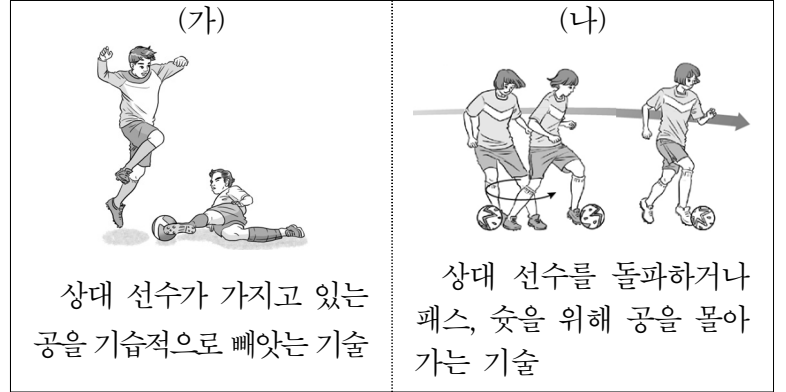 (가)
상대 선수가 가지고 있는
공을 기습적으로 빼앗는 기술
(나)
상대 선수를 돌파하거나
패스, 슛을 위해 공을 몰아
가는 기술